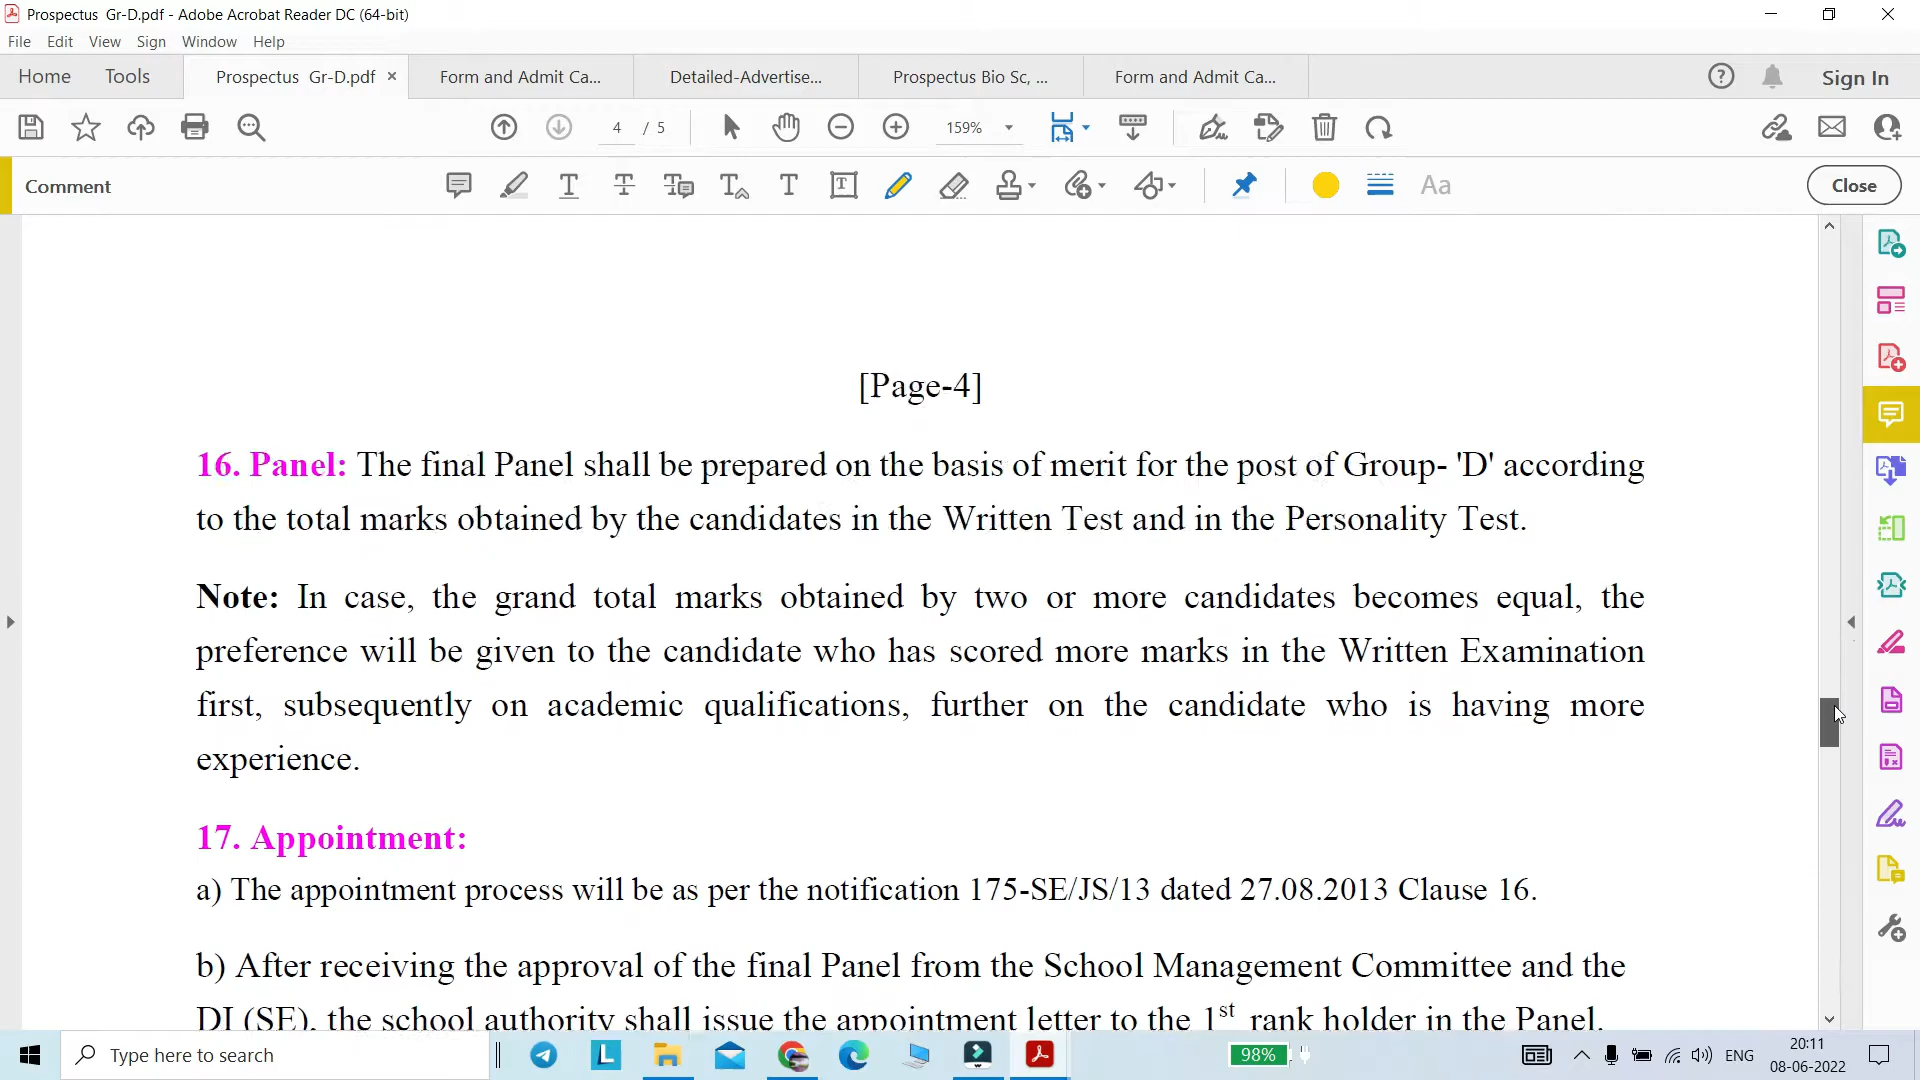 Prospectus Gr-D.pdf - Adobe Acrobat Reader DC (64-bit)
File Edit View Sign Window Help
Home Tools Prospectus Gr-D.pdf × Form and Admit Ca... Detailed-Advertise... Prospectus Bio Sc, ... Form and Admit Ca... Sign In
4 / 5 159%
Comment Aa Close
[Page-4]
16. Panel: The final Panel shall be prepared on the basis of merit for the post of Group- 'D' according
to the total marks obtained by the candidates in the Written Test and in the Personality Test.
Note: In case, the grand total marks obtained by two or more candidates becomes equal, the
preference will be given to the candidate who has scored more marks in the Written Examination
first, subsequently on academic qualifications, further on the candidate who is having more
experience.
17. Appointment:
a) The appointment process will be as per the notification 175-SE/JS/13 dated 27.08.2013 Clause 16.
b) After receiving the approval of the final Panel from the School Management Committee and the
DI (SE), the school authority shall issue the appointment letter to the 1st rank holder in the Panel.
Type here to search
98%
ENG
20:11
08-06-2022